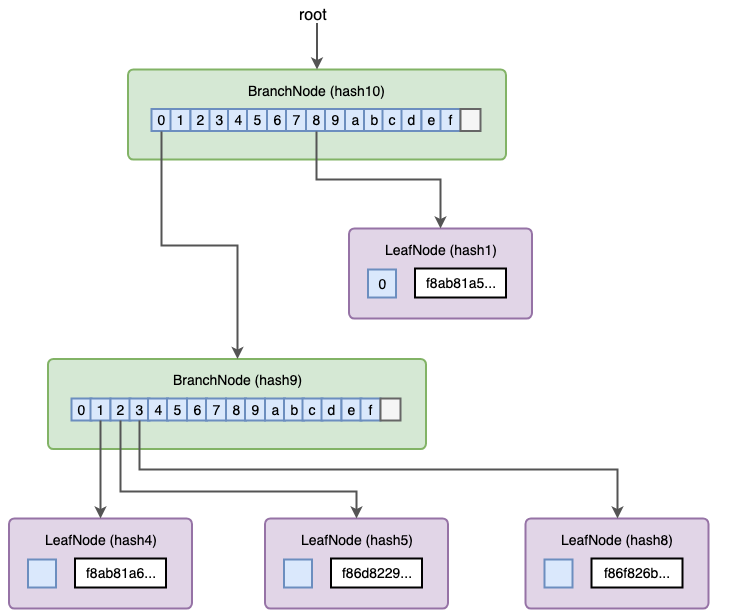 root
BranchNode (hash10)
0 1 2 3 4 5 6 7 8 9 a b c d e f
LeafNode (hash1)
0 f8ab81a5...
BranchNode (hash9)
0 1 2 3 4 5 6 7 8 9 a b c d e f
LeafNode (hash4)
f8ab81a6...
LeafNode (hash5)
f86d8229...
LeafNode (hash8)
f86f826b...